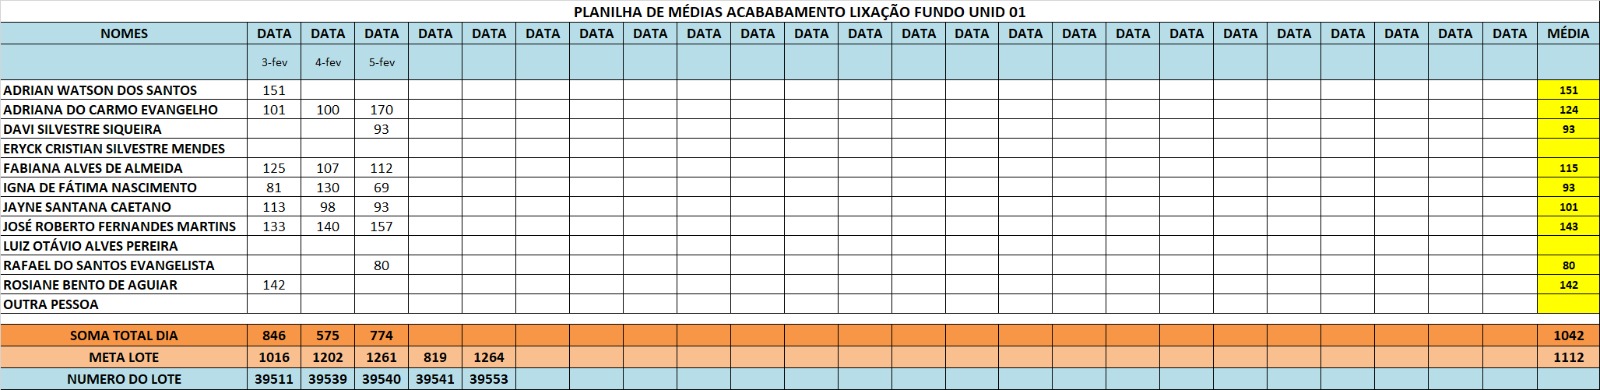 PLANILHA DE MÉDIAS ACABABAMENTO LIXAÇÃO FUNDO UNID 01
NOMES DATA DATA DATA DATA DATA DATA DATA DATA DATA DATA DATA DATA DATA DATA DATA DATA DATA DATA DATA DATA DATA DATA DATA DATA MÉDIA
3-fev 4-fev 5-fev
ADRIAN WATSON DOS SANTOS 151 151
ADRIANA DO CARMO EVANGELHO 101 100 170 124
DAVI SILVESTRE SIQUEIRA 93 93
ERYCK CRISTIAN SILVESTRE MENDES
FABIANA ALVES DE ALMEIDA 125 107 112 115
IGNA DE FÁTIMA NASCIMENTO 81 130 69 93
JAYNE SANTANA CAETANO 113 98 93 101
JOSÉ ROBERTO FERNANDES MARTINS 133 140 157 143
LUIZ OTÁVIO ALVES PEREIRA
RAFAEL DO SANTOS EVANGELISTA 80 80
ROSIANE BENTO DE AGUIAR 142 142
OUTRA PESSOA
SOMA TOTAL DIA 846 575 774 1042
META LOTE 1016 1202 1261 819 1264 1112
NUMERO DO LOTE 39511 39539 39540 39541 39553